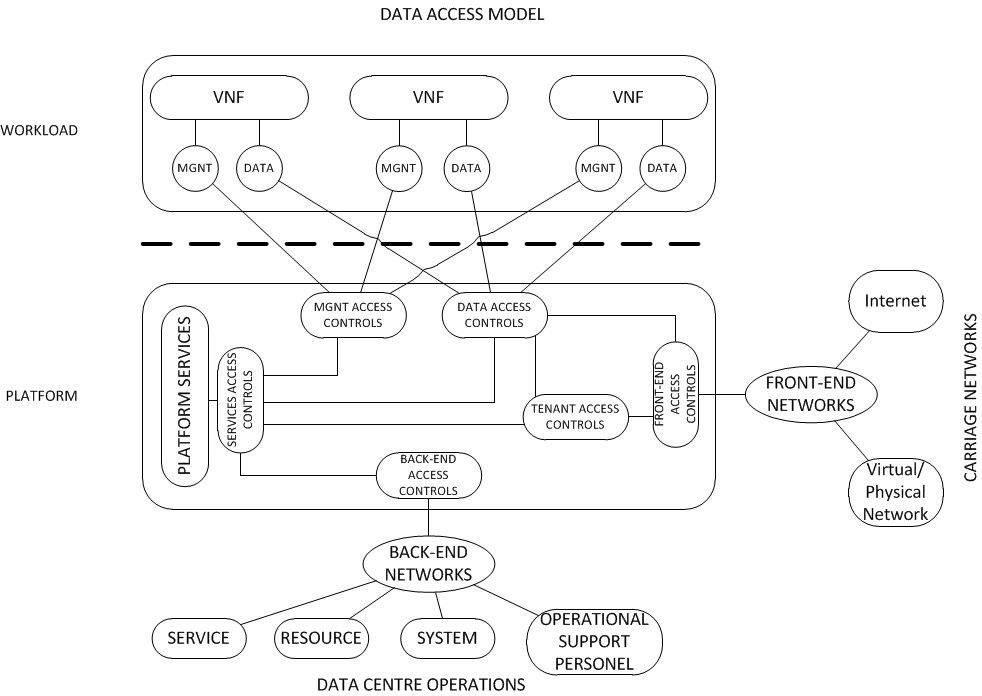 DATA ACCESS MODEL
VNF
VNF
VNF
WORKLOAD
MGNT
DATA
MGNT
DATA
MGNT
DATA
MGNT ACCESS
CONTROLS
DATA ACCESS
CONTROLS
Internet
PLATFORM
PLATFORM SERVICES
SERVICES ACCESS
CONTROLS
TENANT ACCESS
CONTROLS
FRONT-END
ACCESS
CONTROLS
FRONT-END
NETWORKS
CARRIAGE NETWORKS
BACK-END
ACCESS
CONTROLS
Virtual/
Physical
Network
BACK-END
NETWORKS
SERVICE
RESOURCE
SYSTEM
OPERATIONAL
SUPPORT
PERSONEL
DATA CENTRE OPERATIONS